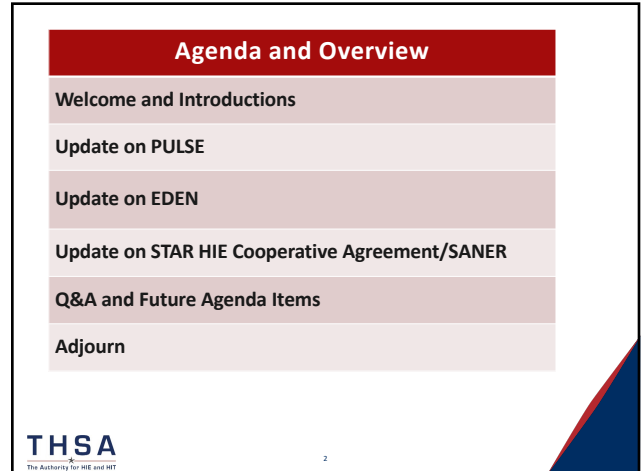 Agenda and Overview
Welcome and Introductions
Update on PULSE
Update on EDEN
Update on STAR HIE Cooperative Agreement/SANER
Q&A and Future Agenda Items
Adjourn
THSA
The Authority for HIE and HIT
2